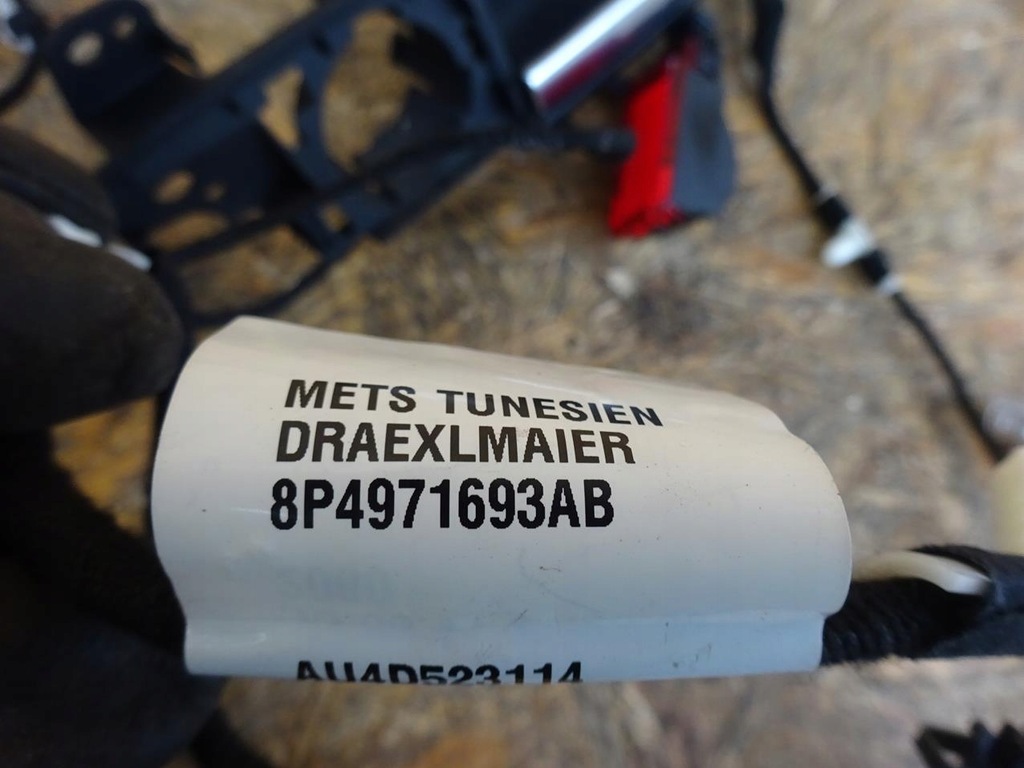 METS TUNESIEN
DRAEXLMAIER
8P4971693AB
AU4D523114